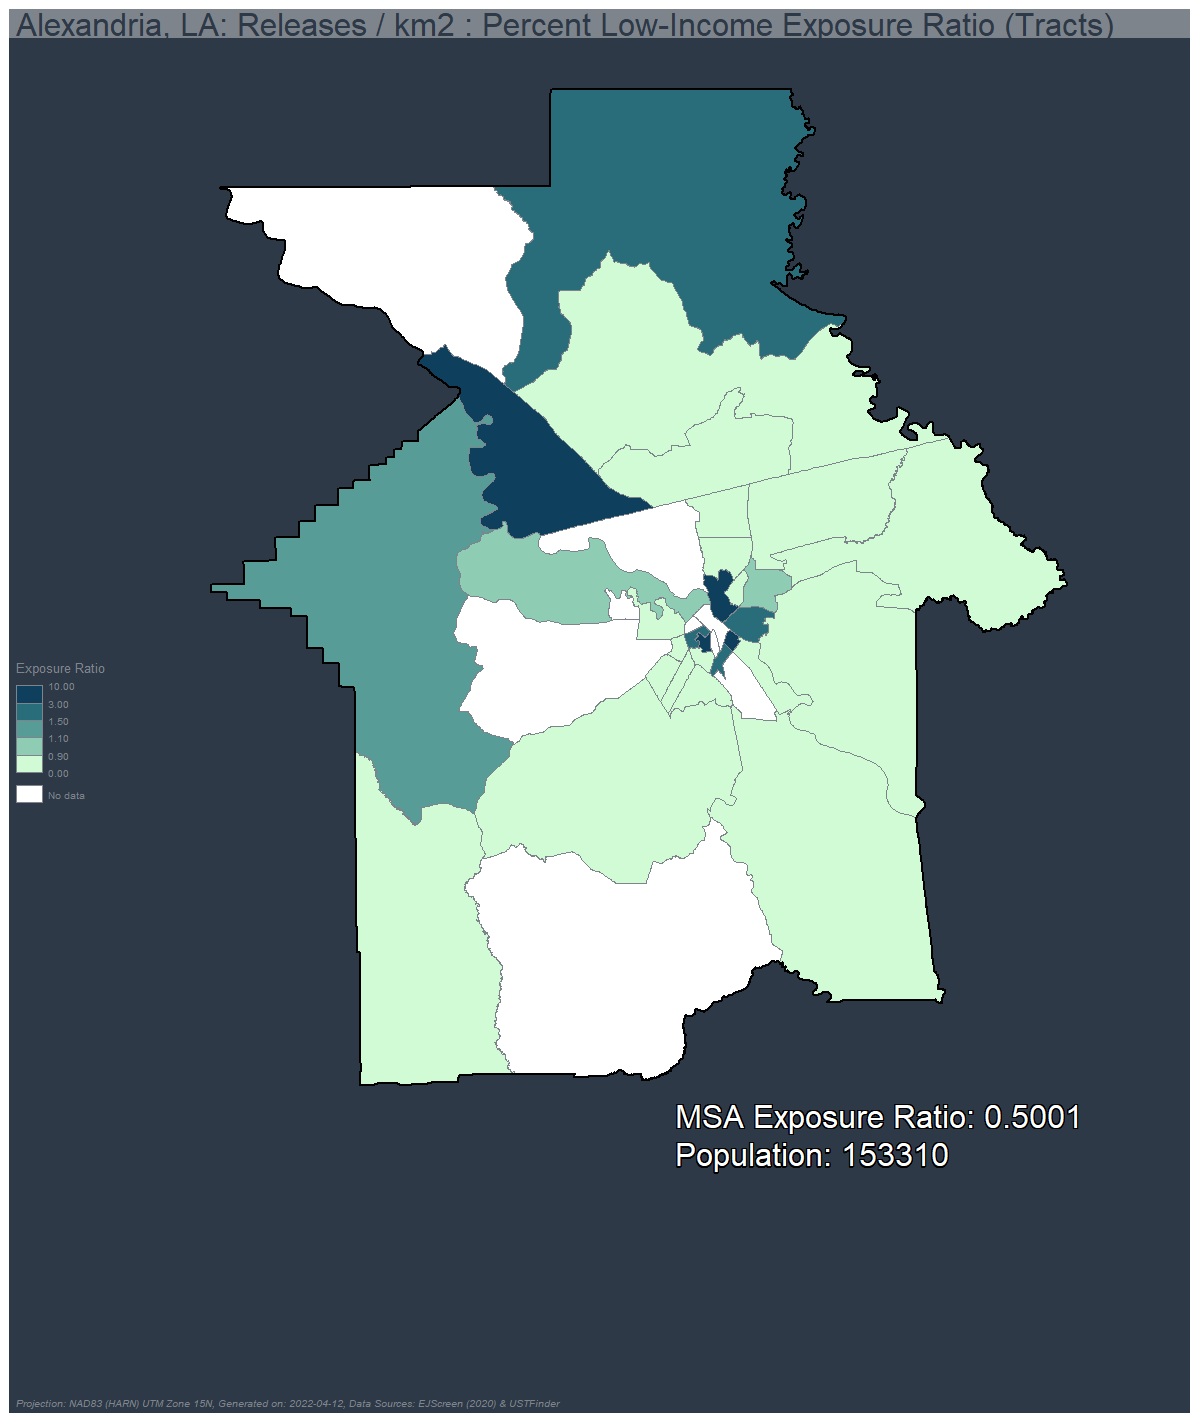 Alexandria, LA: Releases / km2 : Percent Low-Income Exposure Ratio (Tracts)
Exposure Ratio
10.00
3.00
1.50
1.10
0.90
0.00
No data
MSA Exposure Ratio: 0.5001
Population: 153310
Projection: NAD83 (HARN) UTM Zone 15N, Generated on: 2022-04-12, Data Sources: EJScreen (2020) & USTFinder